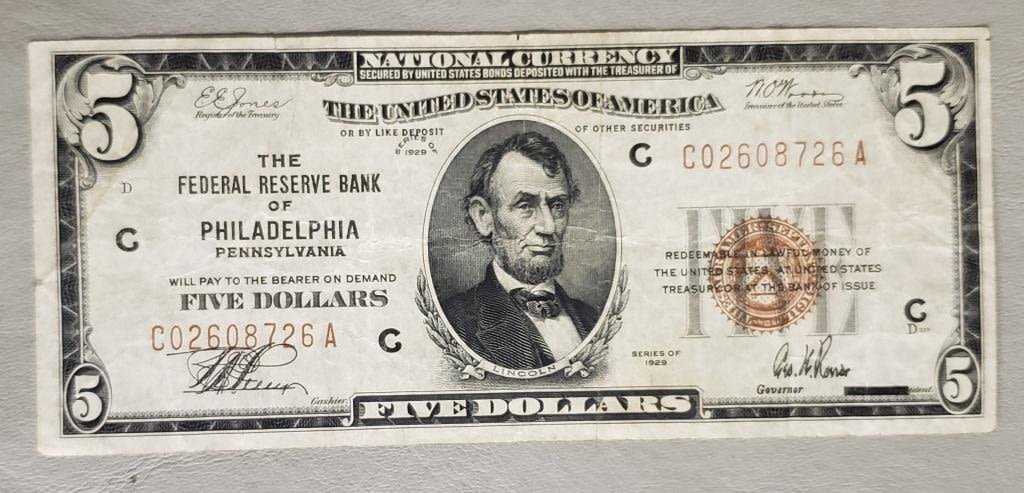 NATIONAL CURRENCY
SECURED BY UNITED STATES BONDS DEPOSITED WITH THE TREASURER OF
THE UNITED STATES OF AMERICA
OR BY LIKE DEPOSIT OF OTHER SECURITIES
5
5
E E Jones
Register of the Treasury
Treasurer of the United States
SERIES OF
1929
THE
FEDERAL RESERVE BANK
OF
PHILADELPHIA
PENNSYLVANIA
D
C
WILL PAY TO THE BEARER ON DEMAND
FIVE DOLLARS
C02608726A
C
Cashier
5
LINCOLN
FIVE DOLLARS
C C02608726A
FIVE
REDEEMABLE IN LAWFUL MONEY OF
THE UNITED STATES AT UNITED STATES
TREASURY OR AT THE BANK OF ISSUE
C
D
SERIES OF
1929
Governor
5